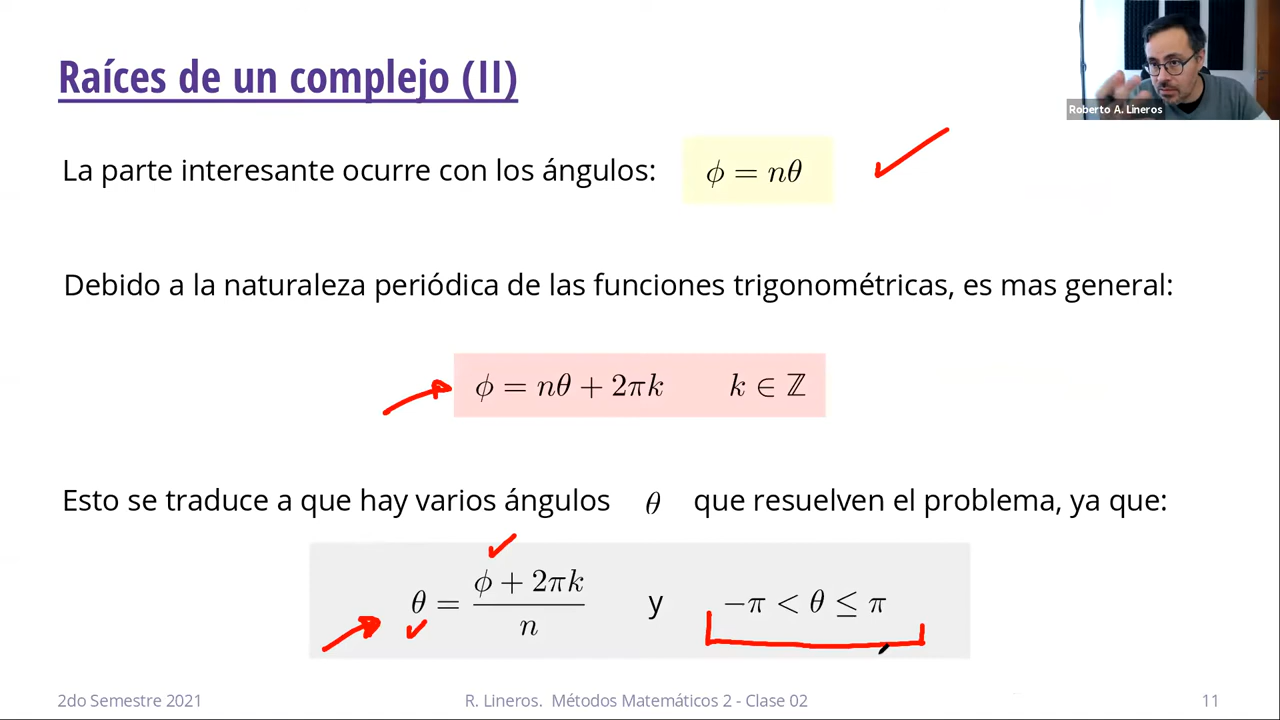 Raíces de un complejo (II)
Roberto A. Lineros
La parte interesante ocurre con los ángulos: ϕ = nθ
Debido a la naturaleza periódica de las funciones trigonométricas, es mas general:
ϕ = nθ + 2πk k ∈ ℤ
Esto se traduce a que hay varios ángulos θ que resuelven el problema, ya que:
θ = (ϕ + 2πk)/n y −π < θ ≤ π
2do Semestre 2021 R. Lineros. Métodos Matemáticos 2 - Clase 02 11